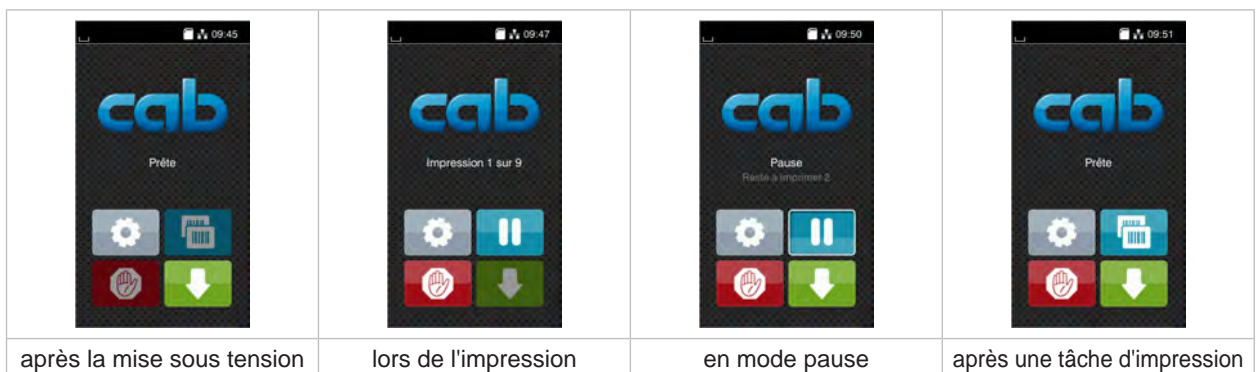 09:45
cab
Prête
09:47
cab
Impression 1 sur 9
09:50
cab
Pause
Reste à imprimer 2
09:51
cab
Prête
après la mise sous tension
lors de l'impression
en mode pause
après une tâche d'impression